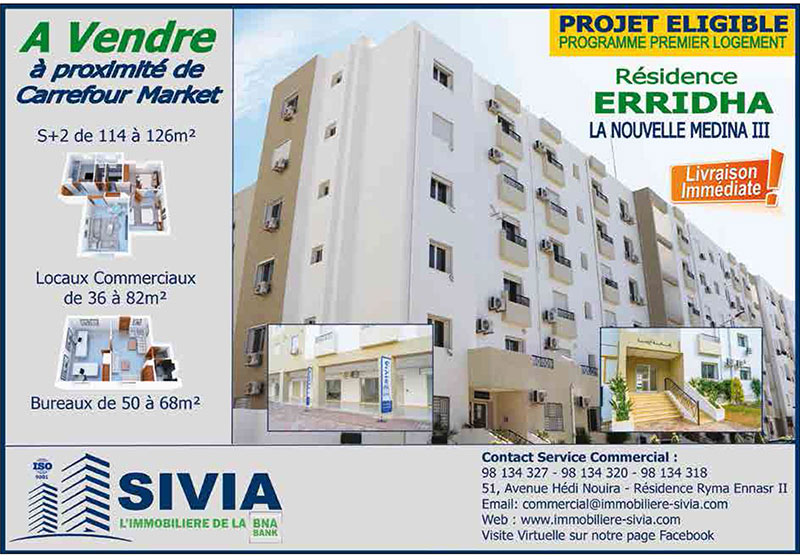 A Vendre
à proximité de
Carrefour Market
S+2 de 114 à 126m²
Locaux Commerciaux
de 36 à 82m²
Bureaux de 50 à 68m²
PROJET ELIGIBLE
PROGRAMME PREMIER LOGEMENT
Résidence
ERRIDHA
LA NOUVELLE MEDINA III
Livraison
Immédiate !
SIVIA
ISO
9001
SIVIA
L'IMMOBILIERE DE LA BNA
BANK
Contact Service Commercial :
98 134 327 - 98 134 320 - 98 134 318
51, Avenue Hédi Nouira - Résidence Ryma Ennasr II
Email: commercial@immobiliere-sivia.com
Web : www.immobiliere-sivia.com
Visite Virtuelle sur notre page Facebook